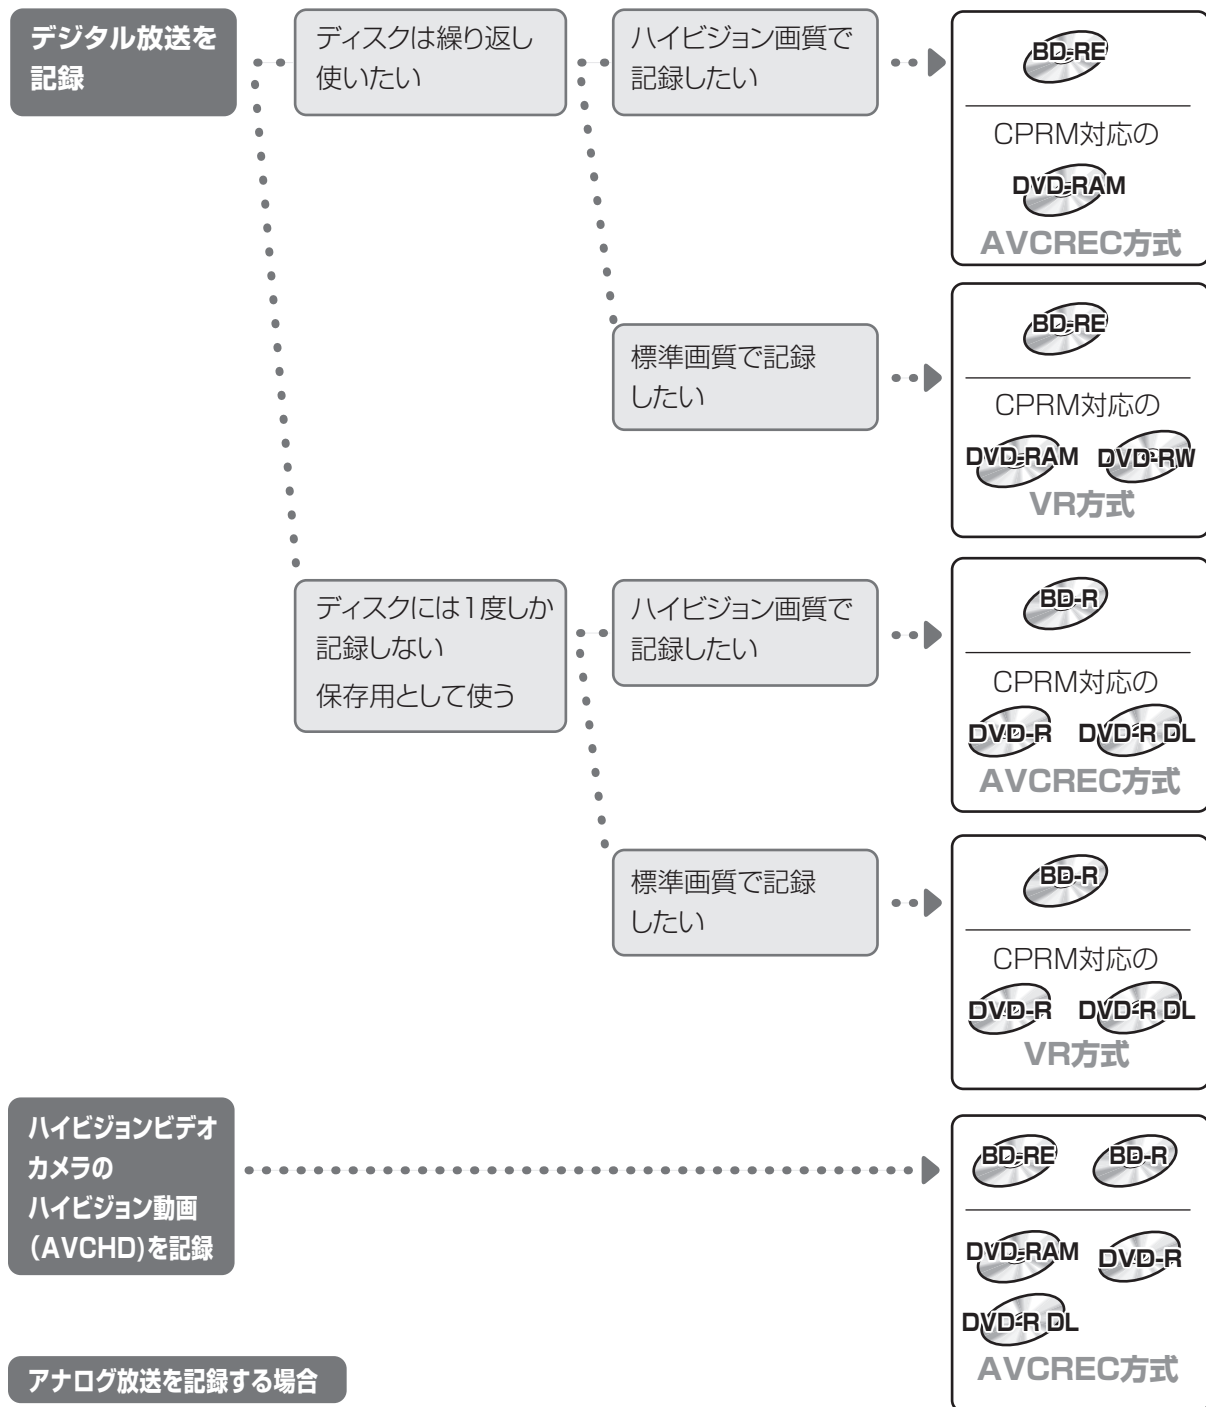 デジタル放送を
記録
ディスクは繰り返し
使いたい
ハイビジョン画質で
記録したい
BD-RE
CPRM対応の
DVD-RAM
AVCREC方式
標準画質で記録
したい
BD-RE
CPRM対応の
DVD-RAM DVD-RW
VR方式
ディスクには1度しか
記録しない
保存用として使う
ハイビジョン画質で
記録したい
BD-R
CPRM対応の
DVD-R DVD-R DL
AVCREC方式
標準画質で記録
したい
BD-R
CPRM対応の
DVD-R DVD-R DL
VR方式
ハイビジョンビデオ
カメラの
ハイビジョン動画
（AVCHD)を記録
BD-RE BD-R
DVD-RAM DVD-R
DVD-R DL
AVCREC方式
アナログ放送を記録する場合